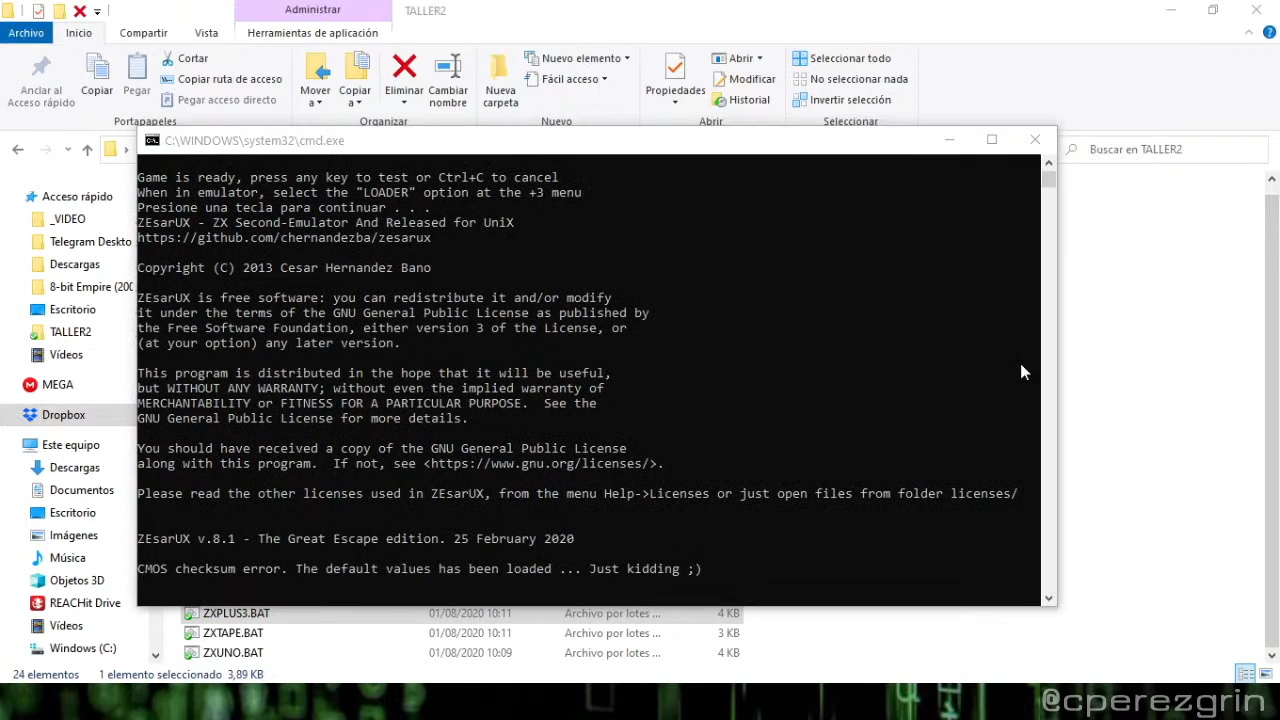 Administrar
TALLER2
Archivo
Inicio
Compartir
Vista
Herramientas de aplicación
Anclar al
Acceso rápido
Copiar
Pegar
Cortar
Copiar ruta de acceso
Pegar acceso directo
Mover
a
Copiar
a
Eliminar
Cambiar
nombre
Nueva
carpeta
Nuevo elemento
Fácil acceso
Propiedades
Abrir
Modificar
Historial
Seleccionar todo
No seleccionar nada
Invertir selección
Portapapeles
Organizar
Nuevo
Abrir
Seleccionar
C:\WINDOWS\system32\cmd.exe
Buscar en TALLER2
Game is ready, press any key to test or Ctrl+C to cancel
When in emulator, select the "LOADER" option at the +3 menu
Presione una tecla para continuar . . .
ZEsarUX - ZX Second-Emulator And Released for UniX
https://github.com/chernandezba/zesarux
Copyright (C) 2013 Cesar Hernandez Bano
ZEsarUX is free software: you can redistribute it and/or modify
it under the terms of the GNU General Public License as published by
the Free Software Foundation, either version 3 of the License, or
(at your option) any later version.
This program is distributed in the hope that it will be useful,
but WITHOUT ANY WARRANTY; without even the implied warranty of
MERCHANTABILITY or FITNESS FOR A PARTICULAR PURPOSE.  See the
GNU General Public License for more details.
You should have received a copy of the GNU General Public License
along with this program.  If not, see <https://www.gnu.org/licenses/>.
Please read the other licenses used in ZEsarUX, from the menu Help->Licenses or just open files from folder licenses/
ZEsarUX v.8.1 - The Great Escape edition. 25 February 2020
CMOS checksum error. The default values has been loaded ... Just kidding ;)
Acceso rápido
_VIDEO
Telegram Deskto
Descargas
8-bit Empire (200
Escritorio
TALLER2
Vídeos
MEGA
Dropbox
Este equipo
Descargas
Documentos
Escritorio
Imágenes
Música
Objetos 3D
REACHit Drive
Vídeos
Windows (C:)
ZXPLUS3.BAT 01/08/2020 10:11 Archivo por lotes ... 4 KB
ZXTAPE.BAT 01/08/2020 10:11 Archivo por lotes ... 3 KB
ZXUNO.BAT 01/08/2020 10:09 Archivo por lotes ... 4 KB
24 elementos 1 elemento seleccionado 3,89 KB
@cperezgrin